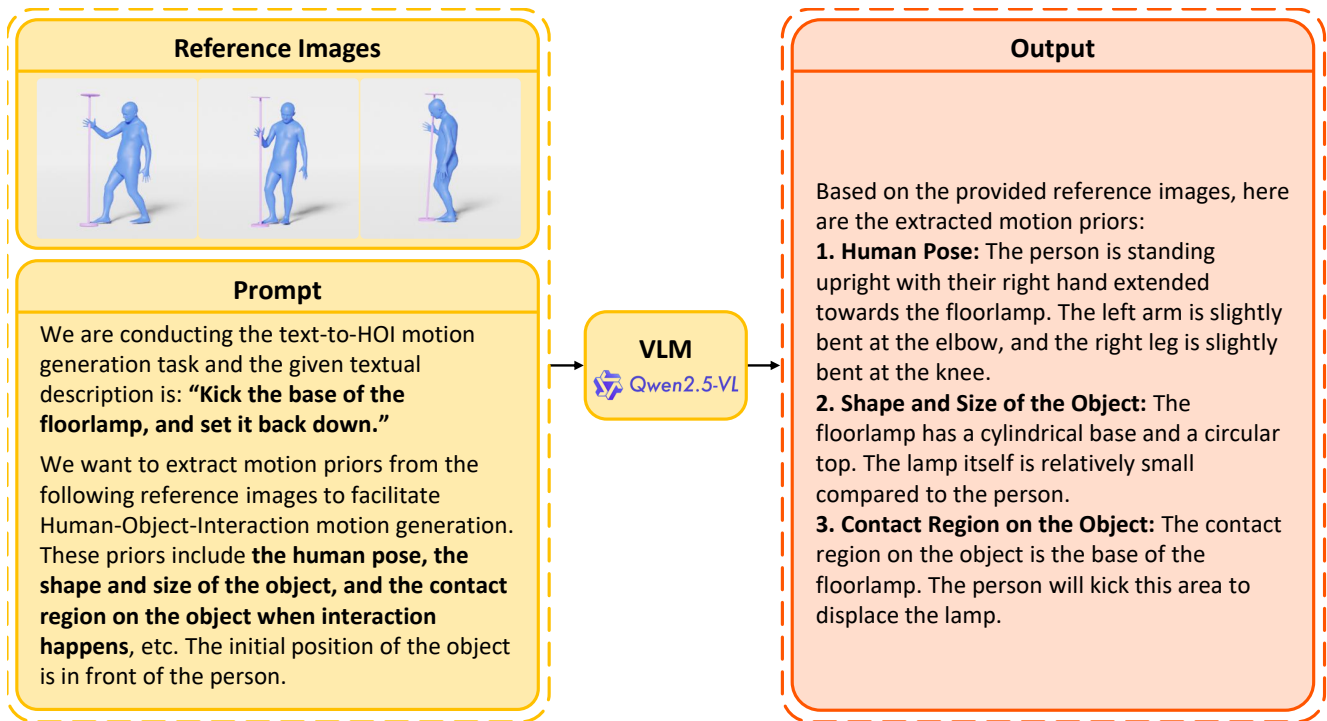 Reference Images
Prompt
We are conducting the text-to-HOI motion
generation task and the given textual
description is: “Kick the base of the
floorlamp, and set it back down.”
We want to extract motion priors from the
following reference images to facilitate
Human-Object-Interaction motion generation.
These priors include the human pose, the
shape and size of the object, and the contact
region on the object when interaction
happens, etc. The initial position of the object
is in front of the person.
VLM
Qwen2.5-VL
Output
Based on the provided reference images, here
are the extracted motion priors:
1. Human Pose: The person is standing
upright with their right hand extended
towards the floorlamp. The left arm is slightly
bent at the elbow, and the right leg is slightly
bent at the knee.
2. Shape and Size of the Object: The
floorlamp has a cylindrical base and a circular
top. The lamp itself is relatively small
compared to the person.
3. Contact Region on the Object: The contact
region on the object is the base of the
floorlamp. The person will kick this area to
displace the lamp.